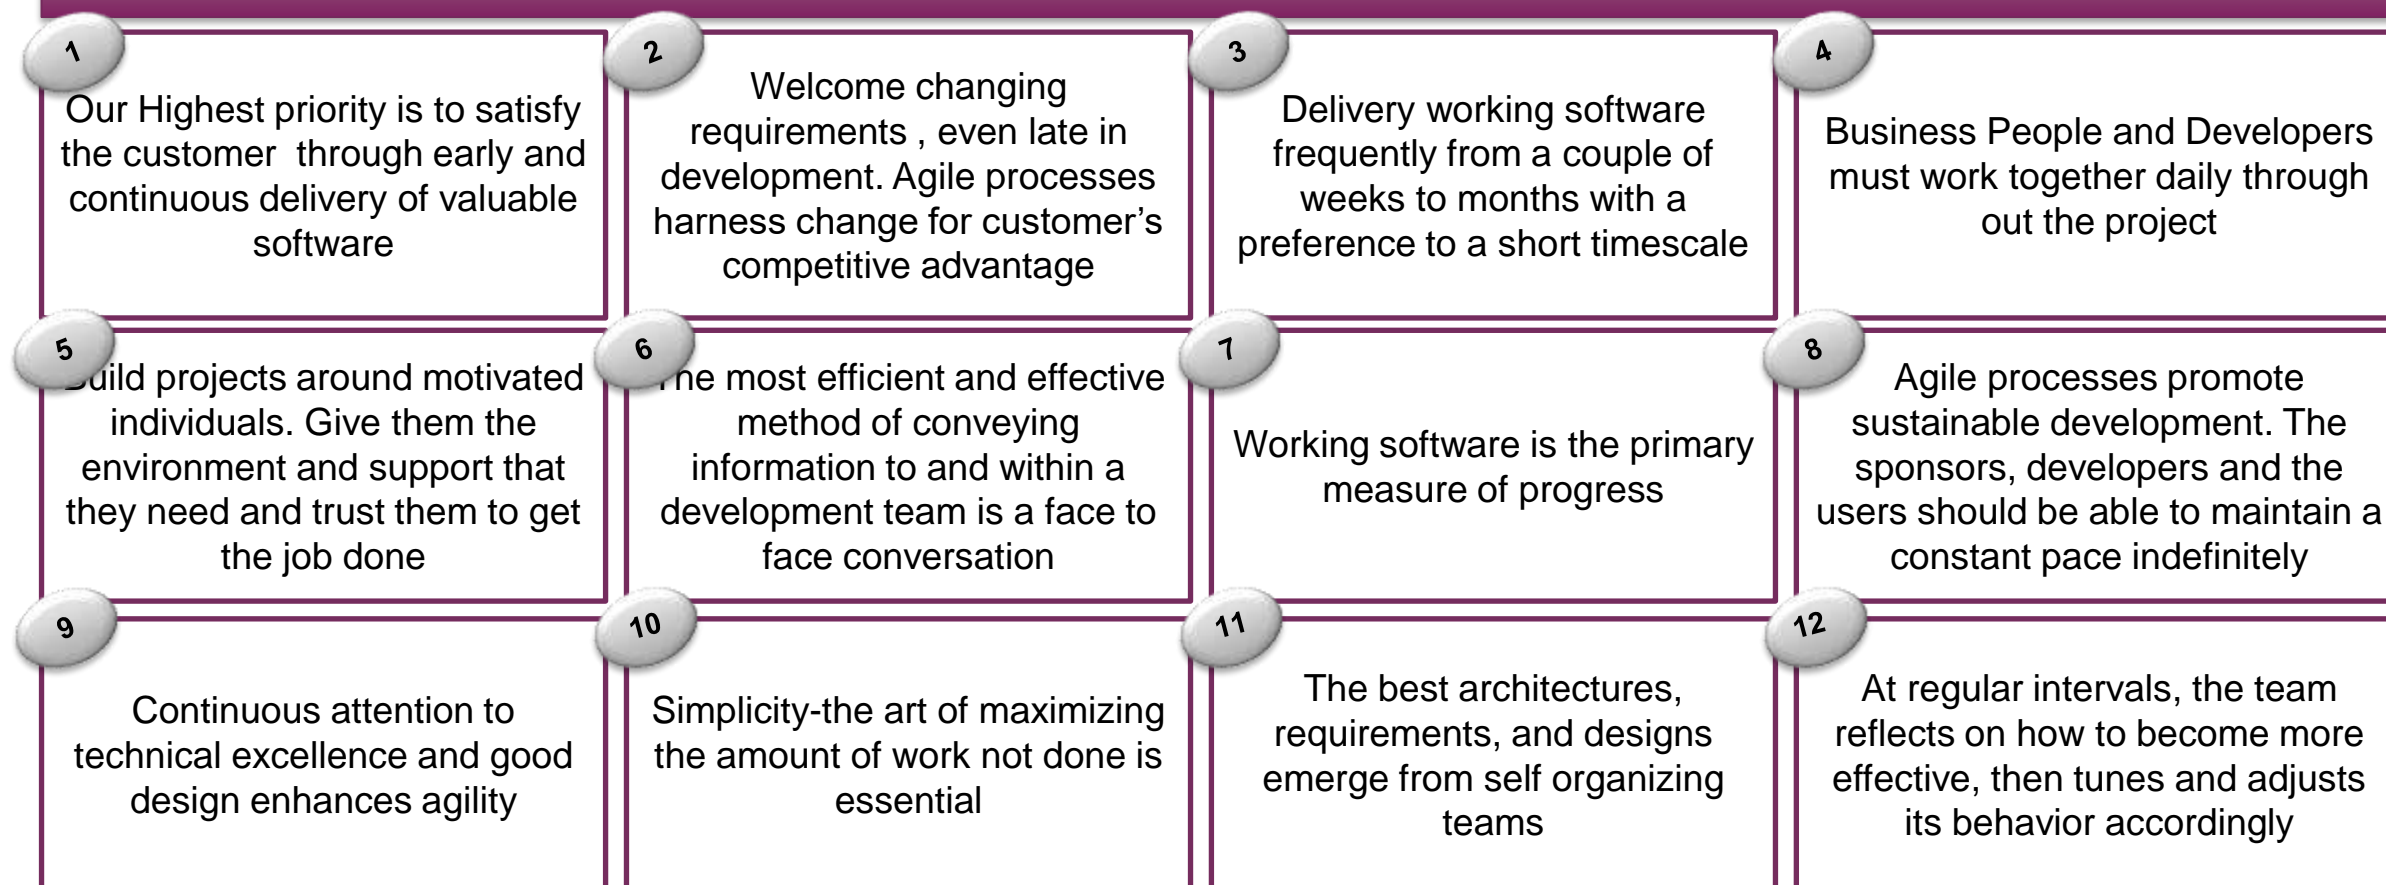 1
Our Highest priority is to satisfy
the customer through early and
continuous delivery of valuable
software
2
Welcome changing
requirements , even late in
development. Agile processes
harness change for customer’s
competitive advantage
3
Delivery working software
frequently from a couple of
weeks to months with a
preference to a short timescale
4
Business People and Developers
must work together daily through
out the project
5
Build projects around motivated
individuals. Give them the
environment and support that
they need and trust them to get
the job done
6
The most efficient and effective
method of conveying
information to and within a
development team is a face to
face conversation
7
Working software is the primary
measure of progress
8
Agile processes promote
sustainable development. The
sponsors, developers and the
users should be able to maintain a
constant pace indefinitely
9
Continuous attention to
technical excellence and good
design enhances agility
10
Simplicity-the art of maximizing
the amount of work not done is
essential
11
The best architectures,
requirements, and designs
emerge from self organizing
teams
12
At regular intervals, the team
reflects on how to become more
effective, then tunes and adjusts
its behavior accordingly